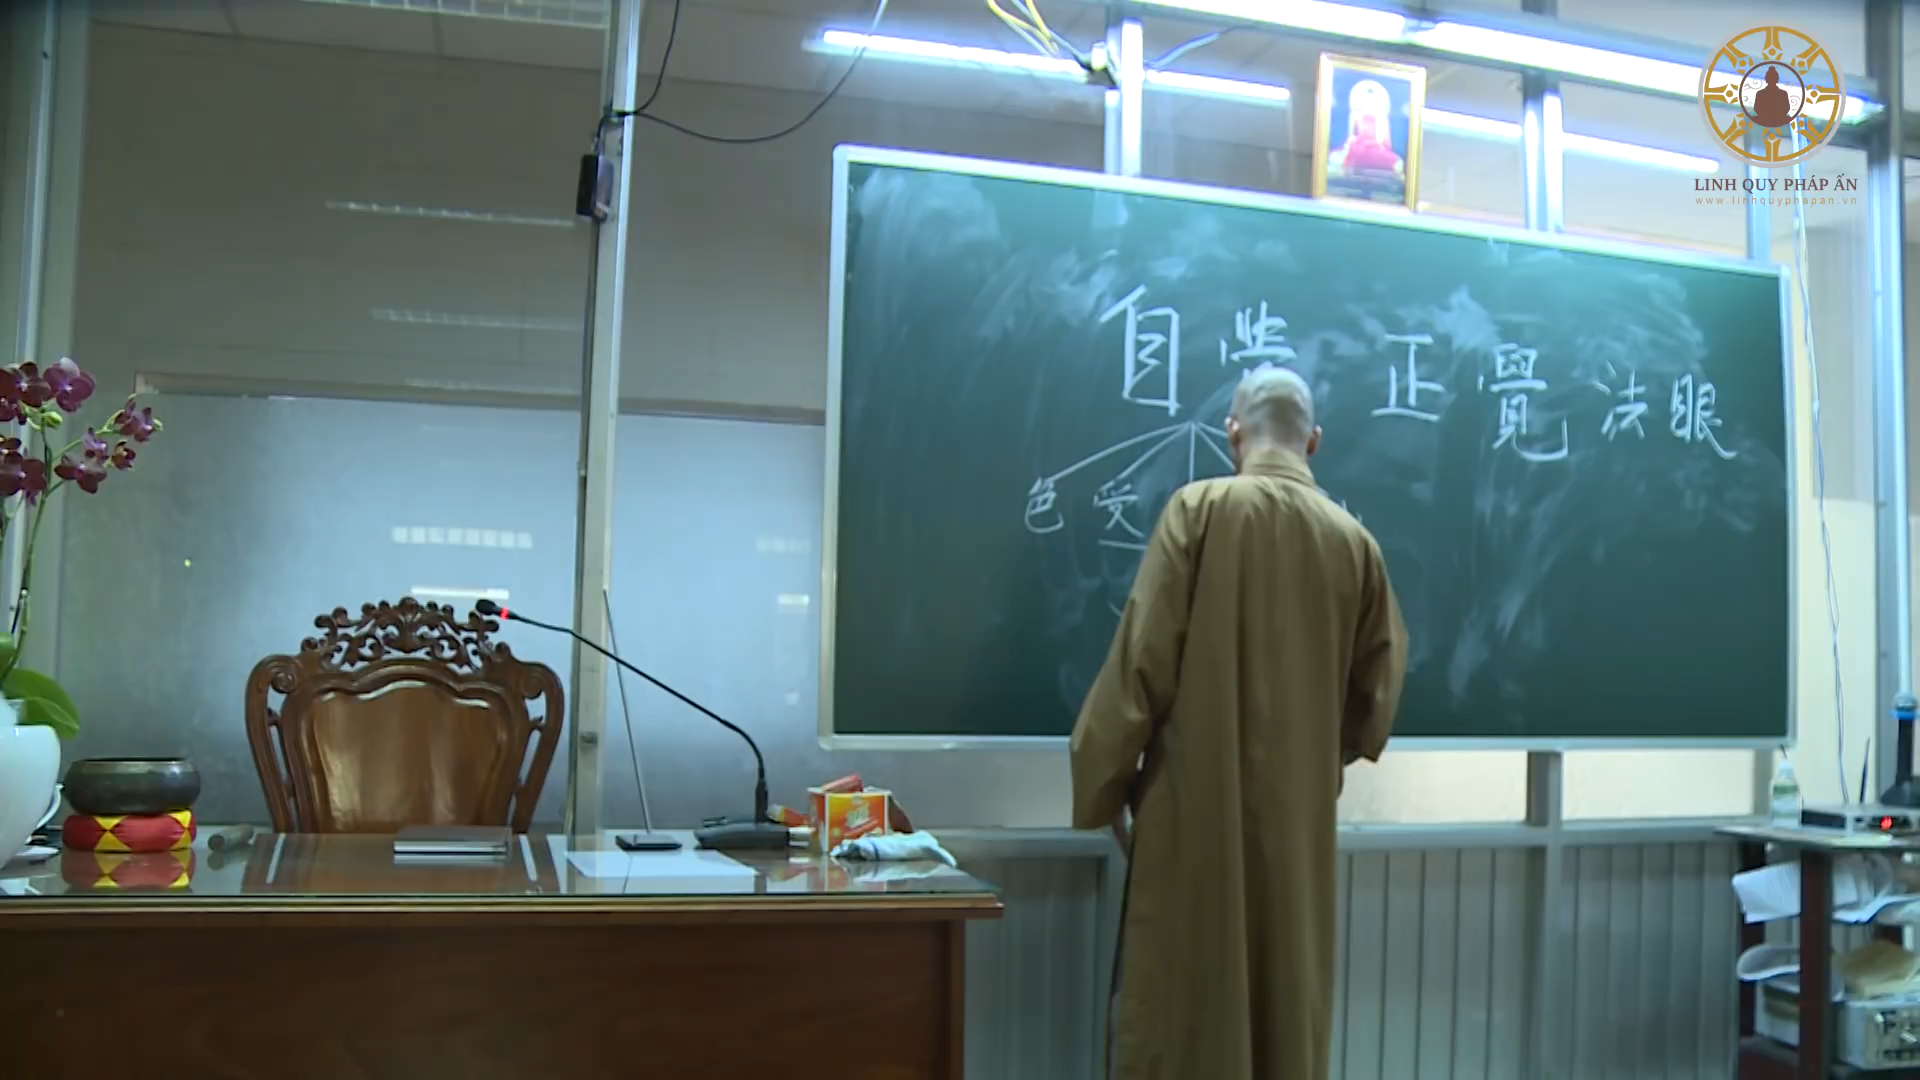 LINH QUY PHÁP ẤN
www.linhquyphapan.vn
自 正 覺 法 眼
色 受